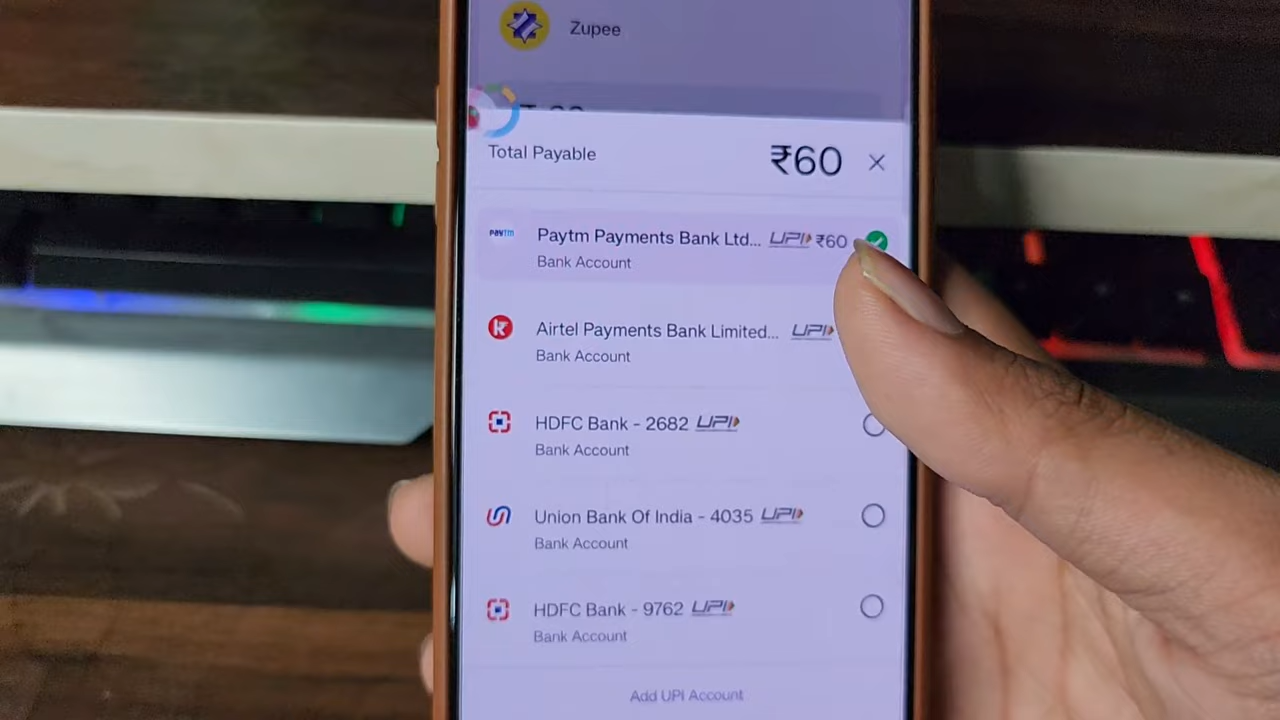 Zupee
Total Payable ₹60
paytm
Paytm Payments Bank Ltd... UPI ₹60
Bank Account
Airtel Payments Bank Limited... UPI
Bank Account
HDFC Bank - 2682 UPI
Bank Account
Union Bank Of India - 4035 UPI
Bank Account
HDFC Bank - 9762 UPI
Bank Account
Add UPI Account